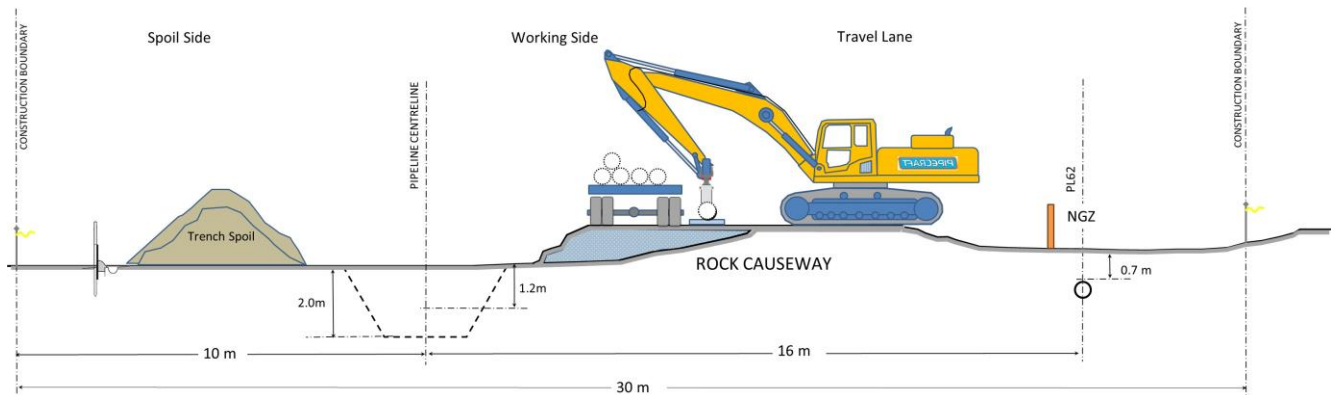 Spoil Side
Working Side
Travel Lane
CONSTRUCTION BOUNDARY
PIPELINE CENTRELINE
PIPECRAFT
PL62
NGZ
CONSTRUCTION BOUNDARY
Trench Spoil
ROCK CAUSEWAY
0.7 m
1.2m
2.0m
10 m
16 m
30 m